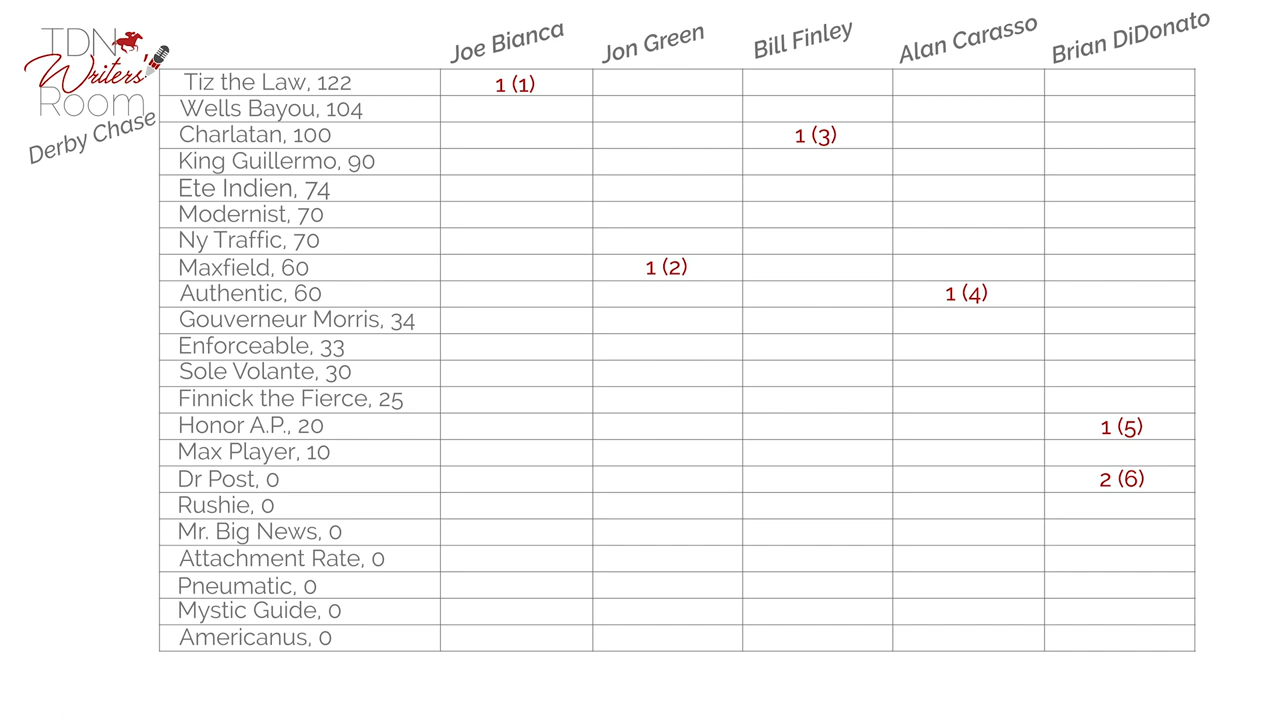 TDN
Writers'
Room
Derby Chase
Joe Bianca Jon Green Bill Finley Alan Carasso Brian DiDonato
Tiz the Law, 122 1 (1)
Wells Bayou, 104
Charlatan, 100 1 (3)
King Guillermo, 90
Ete Indien, 74
Modernist, 70
Ny Traffic, 70
Maxfield, 60 1 (2)
Authentic, 60 1 (4)
Gouverneur Morris, 34
Enforceable, 33
Sole Volante, 30
Finnick the Fierce, 25
Honor A.P., 20 1 (5)
Max Player, 10
Dr Post, 0 2 (6)
Rushie, 0
Mr. Big News, 0
Attachment Rate, 0
Pneumatic, 0
Mystic Guide, 0
Americanus, 0